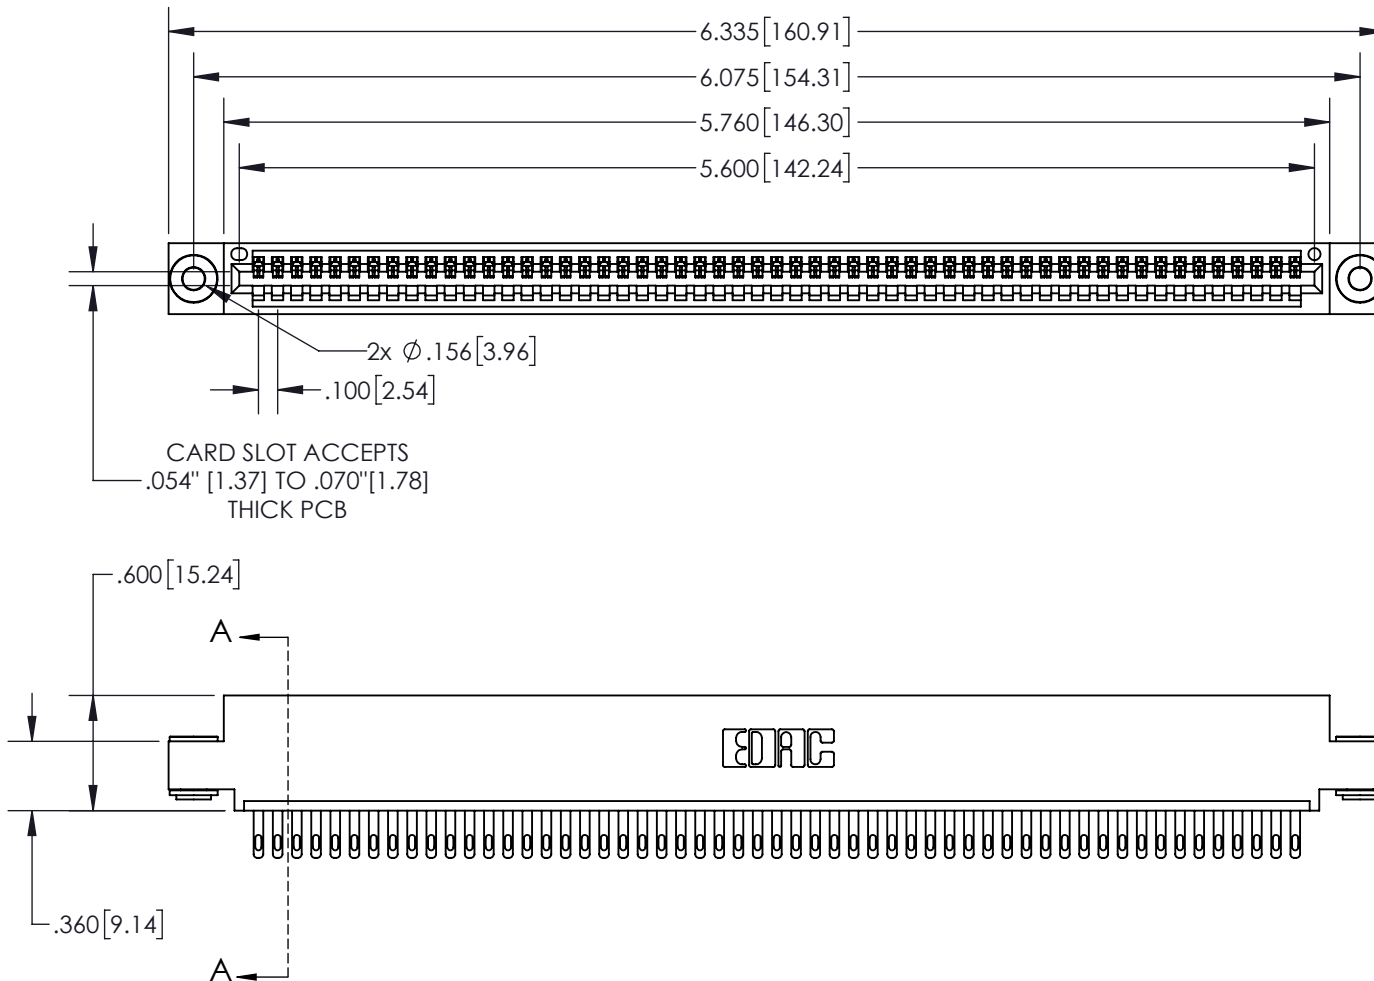 6.335[160.91]
6.075[154.31]
5.760[146.30]
5.600[142.24]
2x Ø.156[3.96]
.100[2.54]
CARD SLOT ACCEPTS
.054" [1.37] TO .070"[1.78]
THICK PCB
.600[15.24]
A
EDAC
.360[9.14]
A